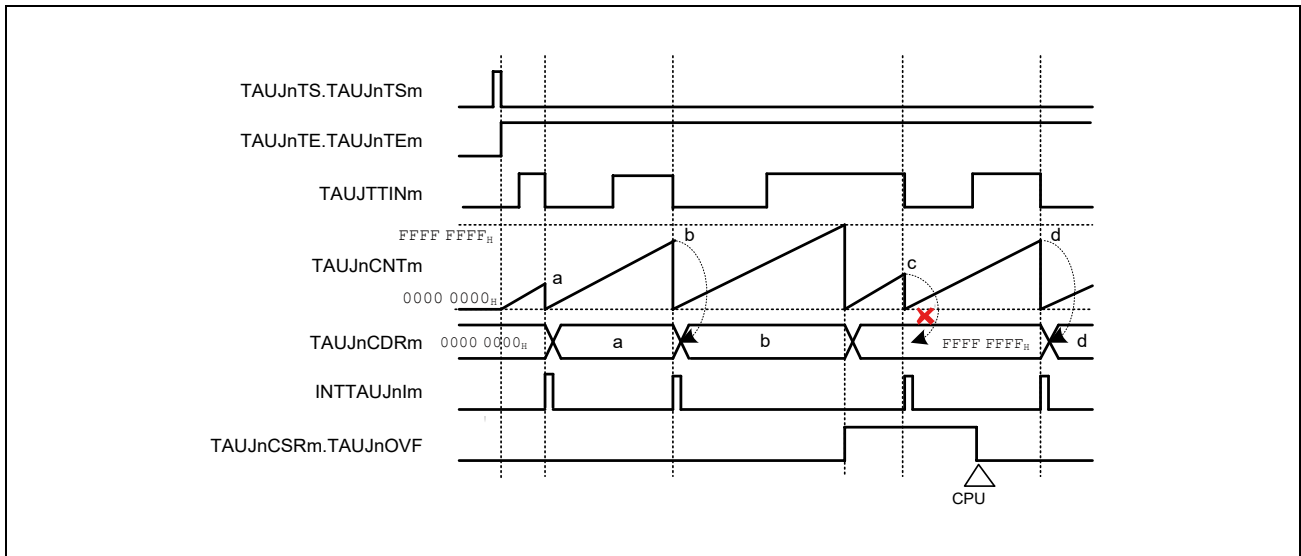 TAUJnTS.TAUJnTSm
TAUJnTE.TAUJnTEm
TAUJTTINm
FFFF FFFFH
TAUJnCNTm
0000 0000H
a
b
c
d
TAUJnCDRm
0000 0000H
a
b
FFFF FFFFH
d
INTTAUJnIm
TAUJnCSRm.TAUJnOVF
CPU